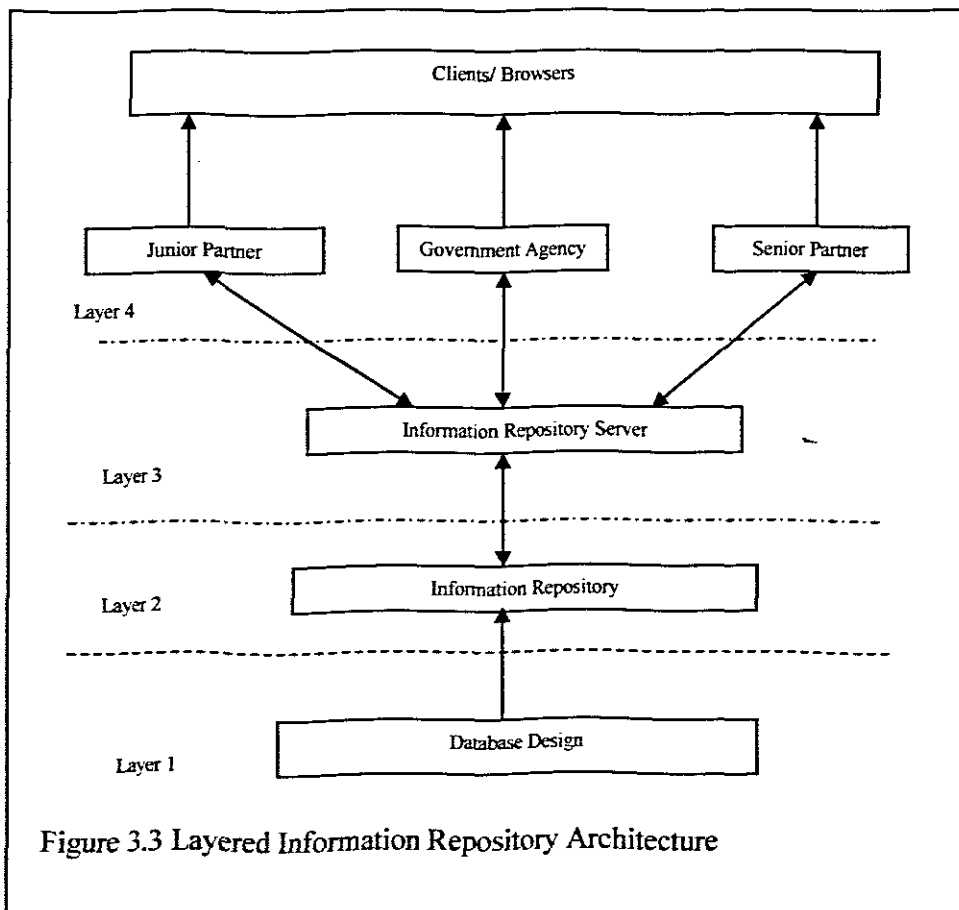 Clients/ Browsers
Junior Partner
Government Agency
Senior Partner
Layer 4
Information Repository Server
Layer 3
Information Repository
Layer 2
Database Design
Layer 1
Figure 3.3 Layered Information Repository Architecture